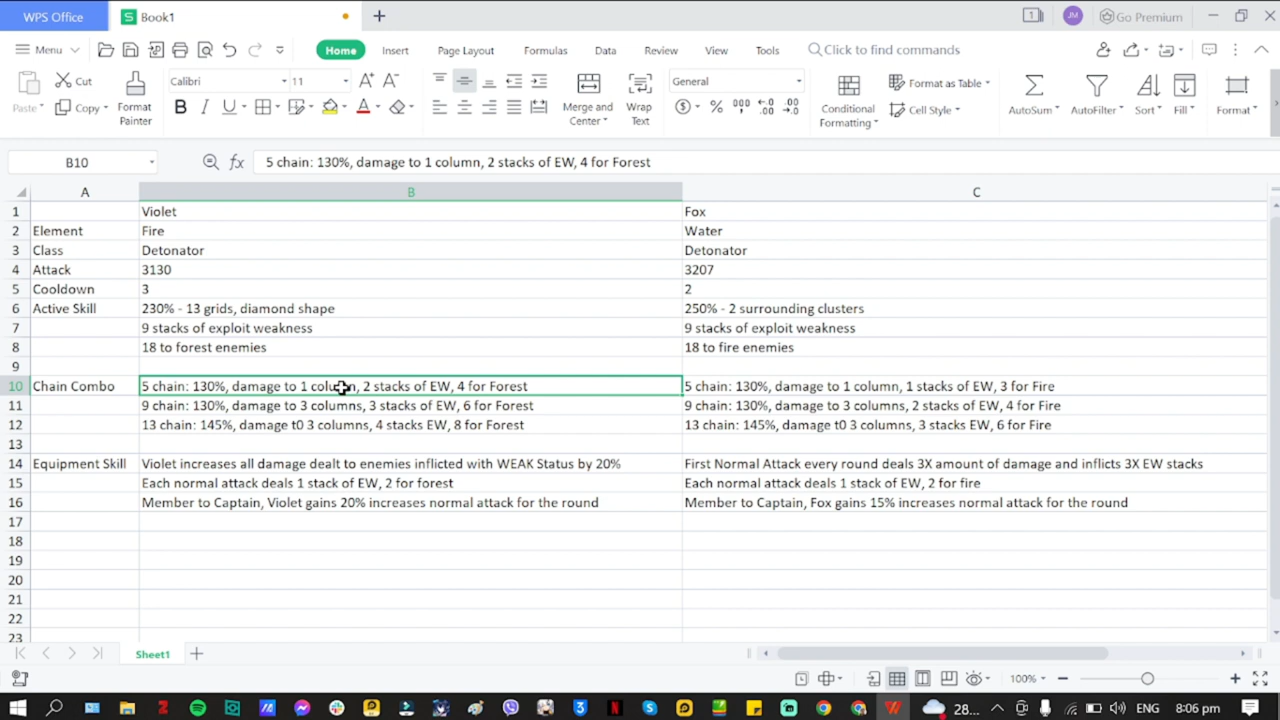 WPS Office
Book1
JM
Go Premium
Menu
Home
Insert
Page Layout
Formulas
Data
Review
View
Tools
Click to find commands
Paste
Cut
Copy
Format Painter
Calibri
11
Merge and Center
Wrap Text
General
Conditional Formatting
Format as Table
Cell Style
AutoSum
AutoFilter
Sort
Fill
Format
B10
fx
5 chain: 130%, damage to 1 column, 2 stacks of EW, 4 for Forest
A B C
1 Violet Fox
2 Element Fire Water
3 Class Detonator Detonator
4 Attack 3130 3207
5 Cooldown 3 2
6 Active Skill 230% - 13 grids, diamond shape 250% - 2 surrounding clusters
7 9 stacks of exploit weakness 9 stacks of exploit weakness
8 18 to forest enemies 18 to fire enemies
9
10 Chain Combo 5 chain: 130%, damage to 1 column, 2 stacks of EW, 4 for Forest 5 chain: 130%, damage to 1 column, 1 stacks of EW, 3 for Fire
11 9 chain: 130%, damage to 3 columns, 3 stacks of EW, 6 for Forest 9 chain: 130%, damage to 3 columns, 2 stacks of EW, 4 for Fire
12 13 chain: 145%, damage t0 3 columns, 4 stacks EW, 8 for Forest 13 chain: 145%, damage t0 3 columns, 3 stacks EW, 6 for Fire
13
14 Equipment Skill Violet increases all damage dealt to enemies inflicted with WEAK Status by 20% First Normal Attack every round deals 3X amount of damage and inflicts 3X EW stacks
15 Each normal attack deals 1 stack of EW, 2 for forest Each normal attack deals 1 stack of EW, 2 for fire
16 Member to Captain, Violet gains 20% increases normal attack for the round Member to Captain, Fox gains 15% increases normal attack for the round
17
18
19
20
21
22
23
Sheet1
100%
28...
ENG
8:06 pm